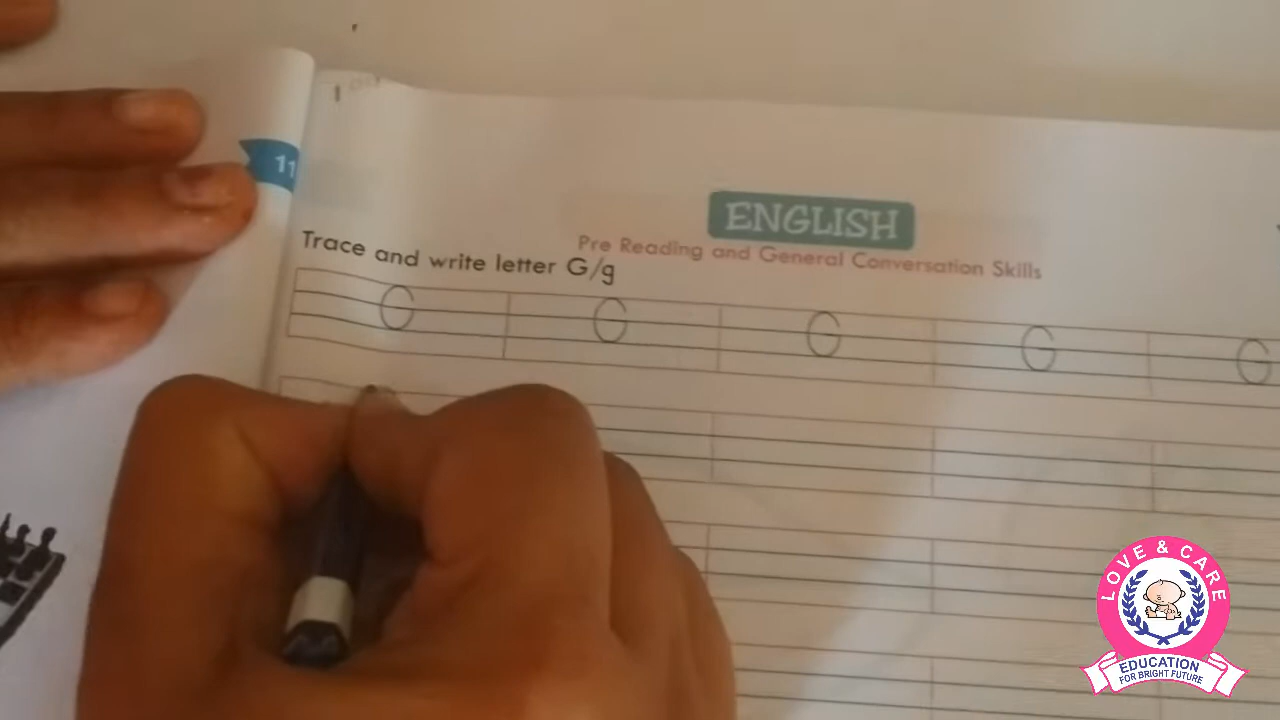 11
ENGLISH
Pre Reading and General Conversation Skills
Trace and write letter G/g
G G G G G
LOVE & CARE
EDUCATION
FOR BRIGHT FUTURE